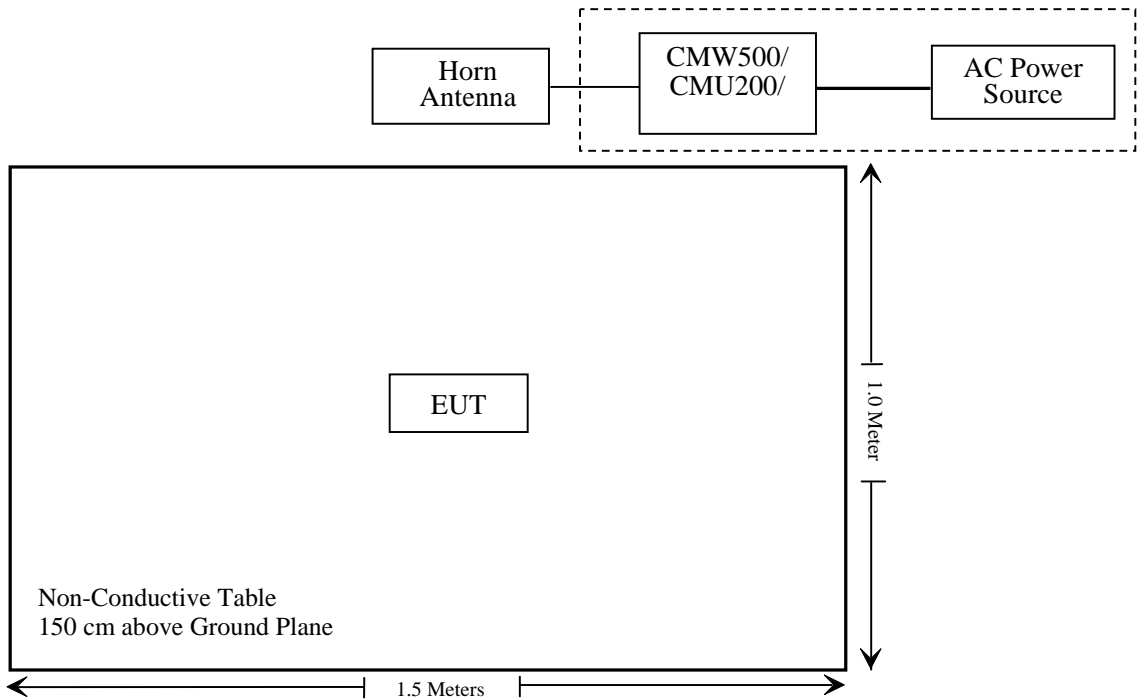 Horn
Antenna
CMW500/
CMU200/
AC Power
Source
EUT
1.0 Meter
Non-Conductive Table
150 cm above Ground Plane
1.5 Meters